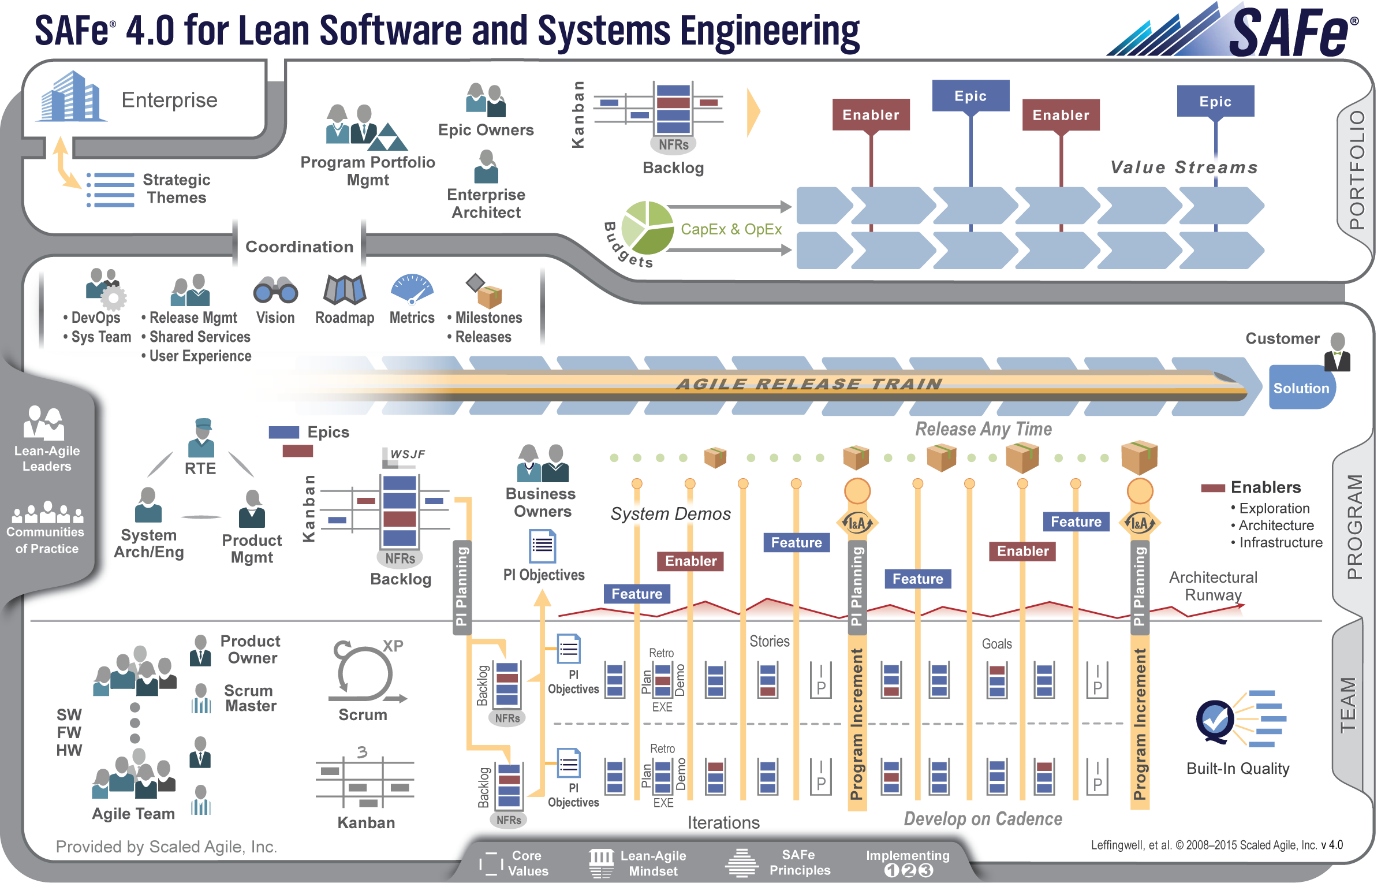 SAFe® 4.0 for Lean Software and Systems Engineering
SAFe®
Enterprise
Strategic
Themes
Program Portfolio
Mgmt
Epic Owners
Enterprise
Architect
Kanban
NFRs
Backlog
Enabler
Epic
Enabler
Epic
Value Streams
Budgets
CapEx & OpEx
PORTFOLIO
Coordination
• DevOps
• Sys Team
• Release Mgmt
• Shared Services
• User Experience
Vision
Roadmap
Metrics
• Milestones
• Releases
Customer
Solution
AGILE RELEASE TRAIN
Release Any Time
Lean-Agile
Leaders
Communities
of Practice
RTE
System
Arch/Eng
Product
Mgmt
Epics
Kanban
WSJF
NFRs
Backlog
PI Planning
Business
Owners
PI Objectives
System Demos
Feature
Enabler
Feature
I&A
PI Planning
Feature
Enabler
Feature
I&A
PI Planning
Enablers
• Exploration
• Architecture
• Infrastructure
Architectural
Runway
PROGRAM
Product
Owner
Scrum
Master
SW
FW
HW
Agile Team
XP
Scrum
3
Kanban
Backlog
NFRs
PI
Objectives
Retro
Plan
Demo
EXE
Stories
I
P
Goals
I
P
Backlog
NFRs
PI
Objectives
Retro
Plan
Demo
EXE
I
P
I
P
Program Increment
Program Increment
Iterations
Develop on Cadence
Built-In Quality
TEAM
Provided by Scaled Agile, Inc.
Leffingwell, et al. © 2008–2015 Scaled Agile, Inc. v 4.0
Core
Values
Lean-Agile
Mindset
SAFe
Principles
Implementing
1 2 3